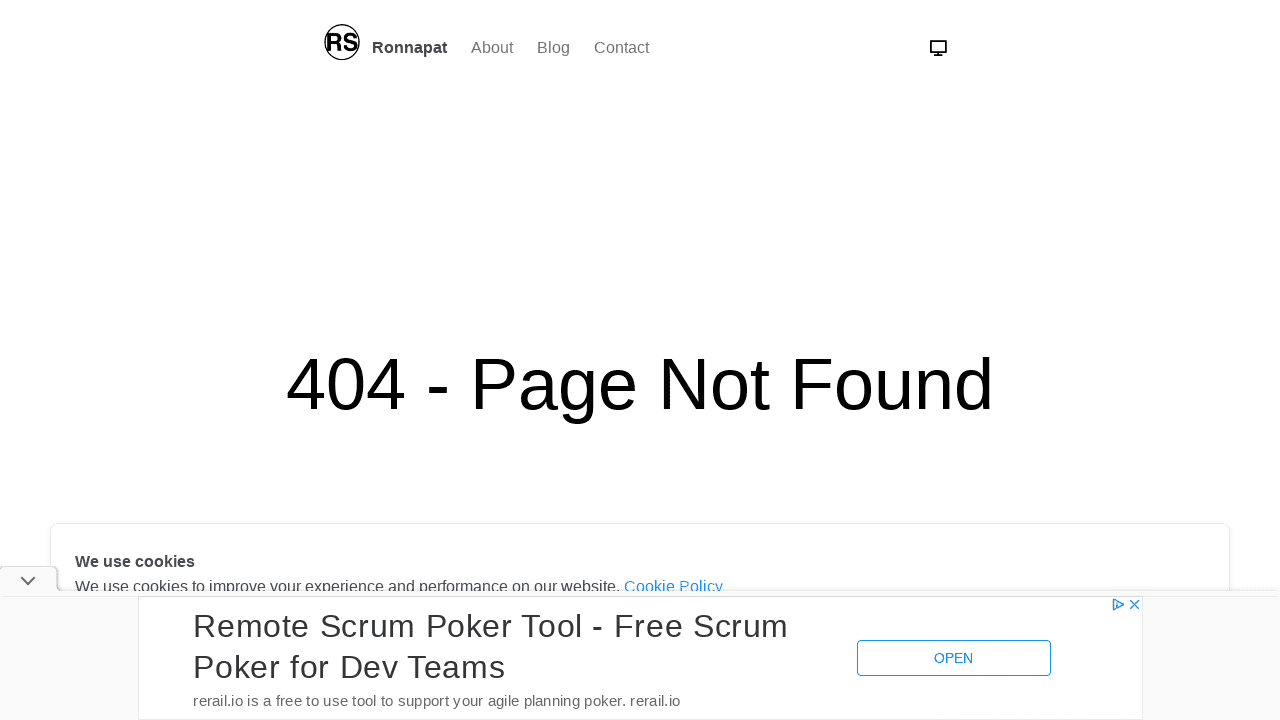 RS Ronnapat About Blog Contact
404 - Page Not Found
We use cookies
We use cookies to improve your experience and performance on our website. Cookie Policy
Remote Scrum Poker Tool - Free Scrum
Poker for Dev Teams
OPEN
rerail.io is a free to use tool to support your agile planning poker. rerail.io